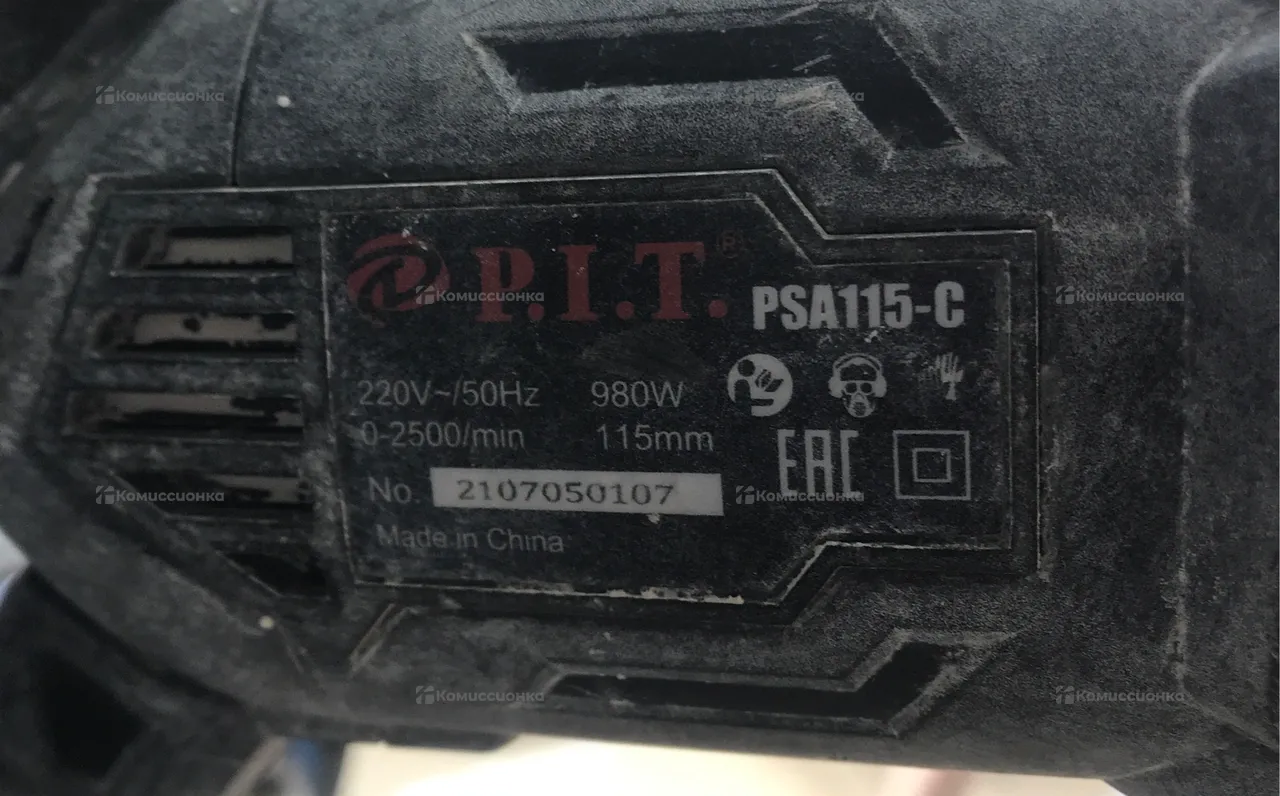 P.I.T.
PSA115-C
220V~/50Hz 980W
0-2500/min 115mm
No. 2107050107
EAC
Made in China
Комиссионка
Комиссионка
Комиссионка
Комиссионка
Комиссионка
Комиссионка
Комиссионка
Комиссионка